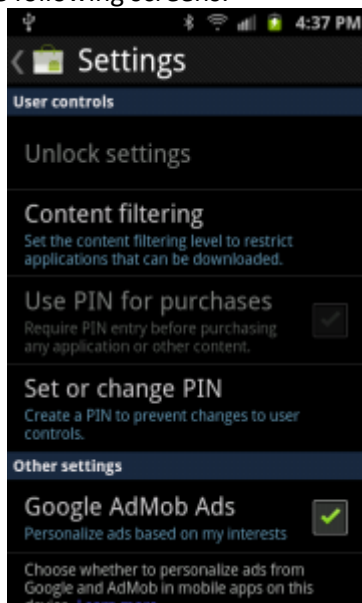 following screens.
4:37 PM
Settings
User controls
Unlock settings
Content filtering
Set the content filtering level to restrict
applications that can be downloaded.
Use PIN for purchases
Require PIN entry before purchasing
any application or other content.
Set or change PIN
Create a PIN to prevent changes to user
controls.
Other settings
Google AdMob Ads
Personalize ads based on my interests
Choose whether to personalize ads from
Google and AdMob in mobile apps on this